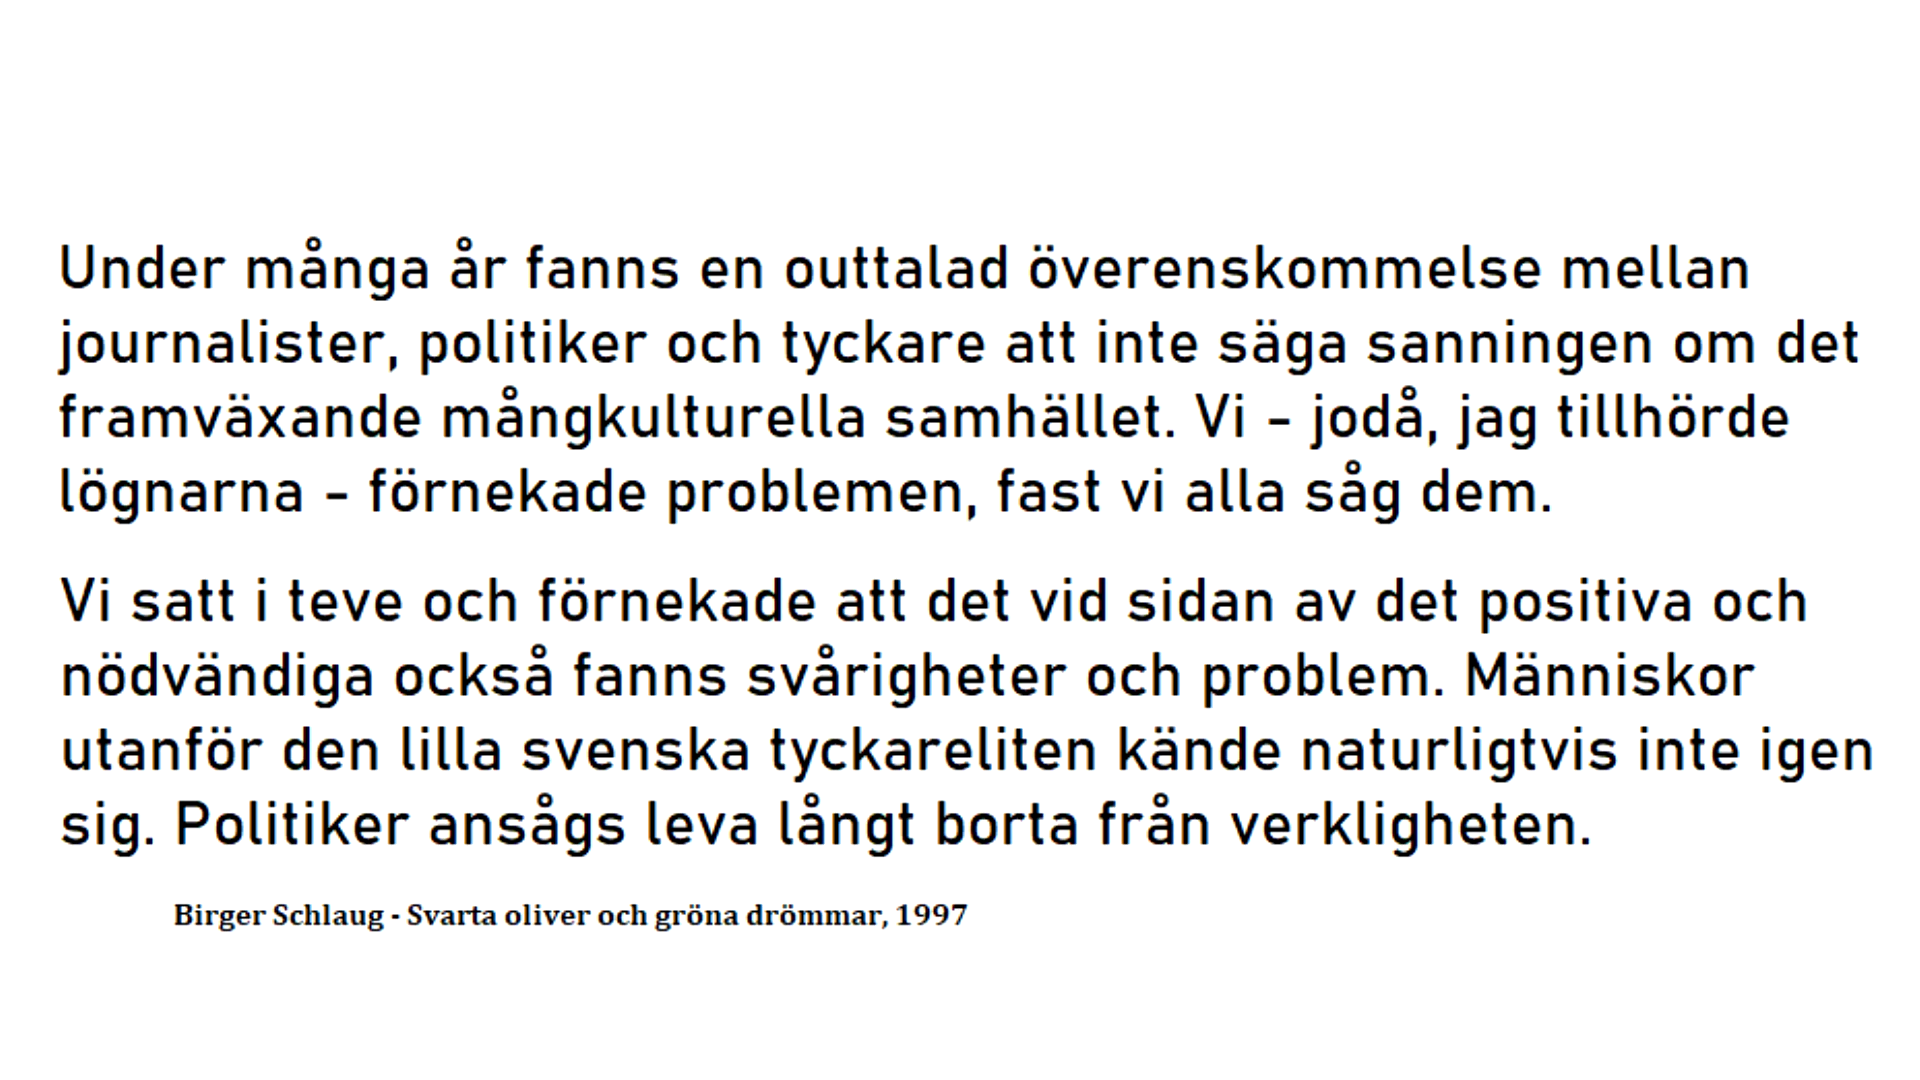 Under många år fanns en outtalad överenskommelse mellan
journalister, politiker och tyckare att inte säga sanningen om det
framväxande mångkulturella samhället. Vi - jodå, jag tillhörde
lögnarna - förnekade problemen, fast vi alla såg dem.
Vi satt i teve och förnekade att det vid sidan av det positiva och
nödvändiga också fanns svårigheter och problem. Människor
utanför den lilla svenska tyckareliten kände naturligtvis inte igen
sig. Politiker ansågs leva långt borta från verkligheten.
Birger Schlaug - Svarta oliver och gröna drömmar, 1997